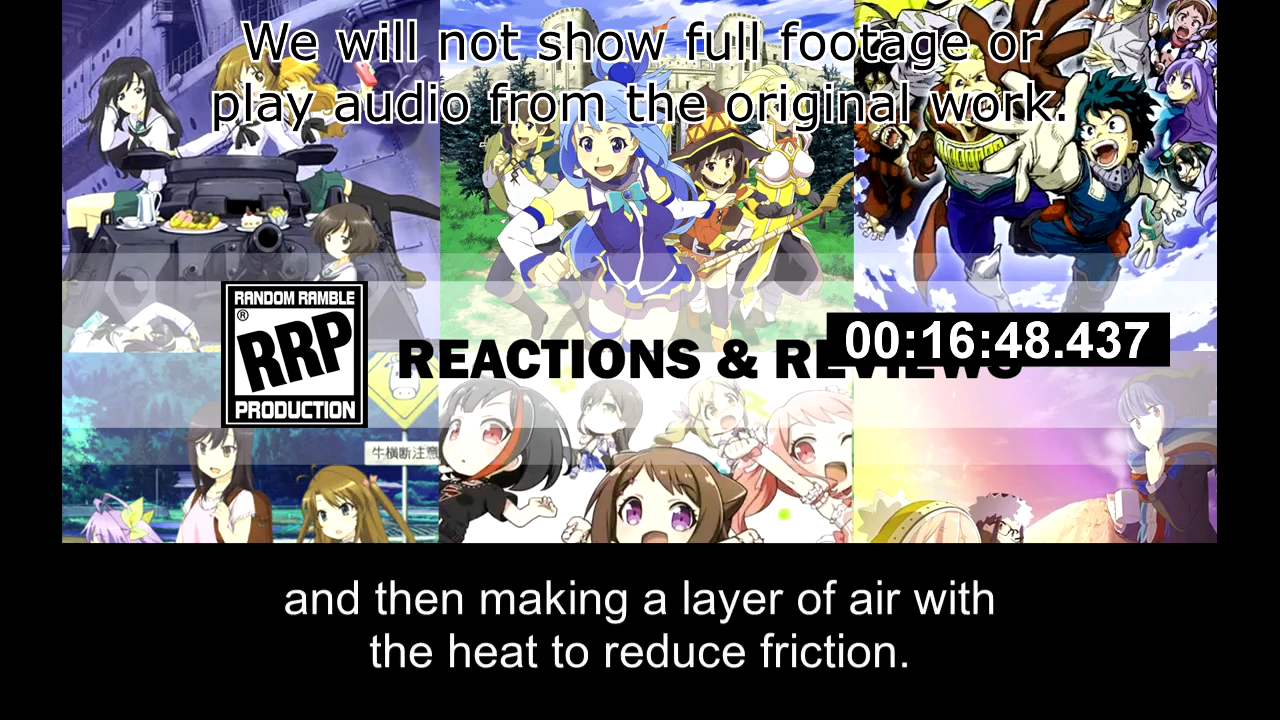 We will not show full footage or
play audio from the original work.
RANDOM RAMBLE
®
RRP
PRODUCTION
REACTIONS & REVIEWS
00:16:48.437
牛横断注意
and then making a layer of air with
the heat to reduce friction.